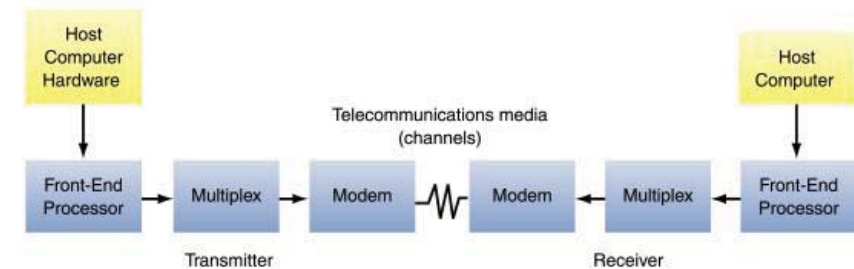 Host
Computer
Hardware
Host
Computer
Telecommunications media
(channels)
Front-End
Processor
Multiplex
Modem
Modem
Multiplex
Front-End
Processor
Transmitter
Receiver